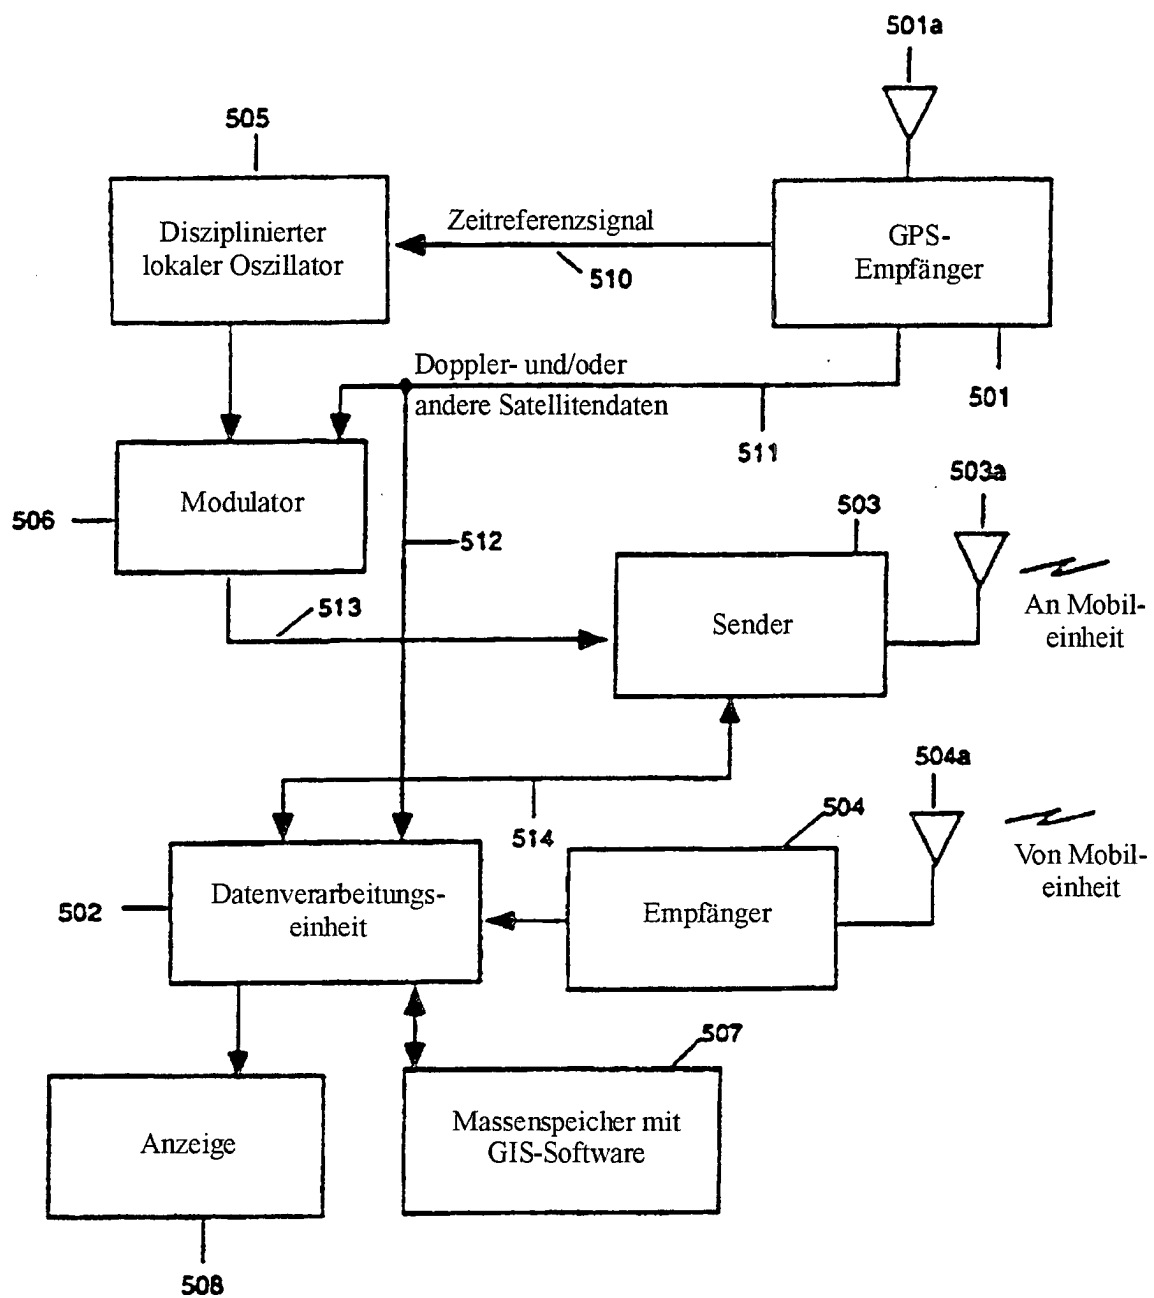 501a
505
Disziplinierter
lokaler Oszillator
Zeitreferenzsignal
510
GPS-
Empfänger
501
Doppler- und/oder
andere Satellitendaten
511
506
Modulator
512
513
503
503a
Sender
An Mobil-
einheit
514
504
504a
Von Mobil-
einheit
502
Datenverarbeitungs-
einheit
Empfänger
507
Anzeige
Massenspeicher mit
GIS-Software
508